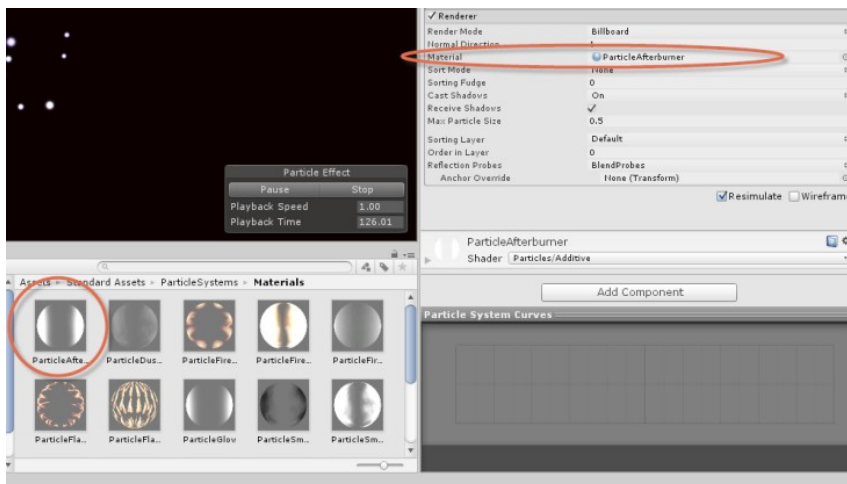 Renderer
Render Mode Billboard
Normal Direction 1
Material ParticleAfterburner
Sort Mode None
Sorting Fudge 0
Cast Shadows On
Receive Shadows
Max Particle Size 0.5
Sorting Layer Default
Order in Layer 0
Reflection Probes BlendProbes
Anchor Override None (Transform)
Resimulate Wirefram
Particle Effect
Pause Stop
Playback Speed 1.00
Playback Time 126.01
ParticleAfterburner
Shader Particles/Additive
Add Component
Particle System Curves
Assets Standard Assets ParticleSystems Materials
ParticleAfte... ParticleDus... ParticleFire... ParticleFire... ParticleFir...
ParticleFla... ParticleFla... ParticleGlow ParticleSm... ParticleSm...